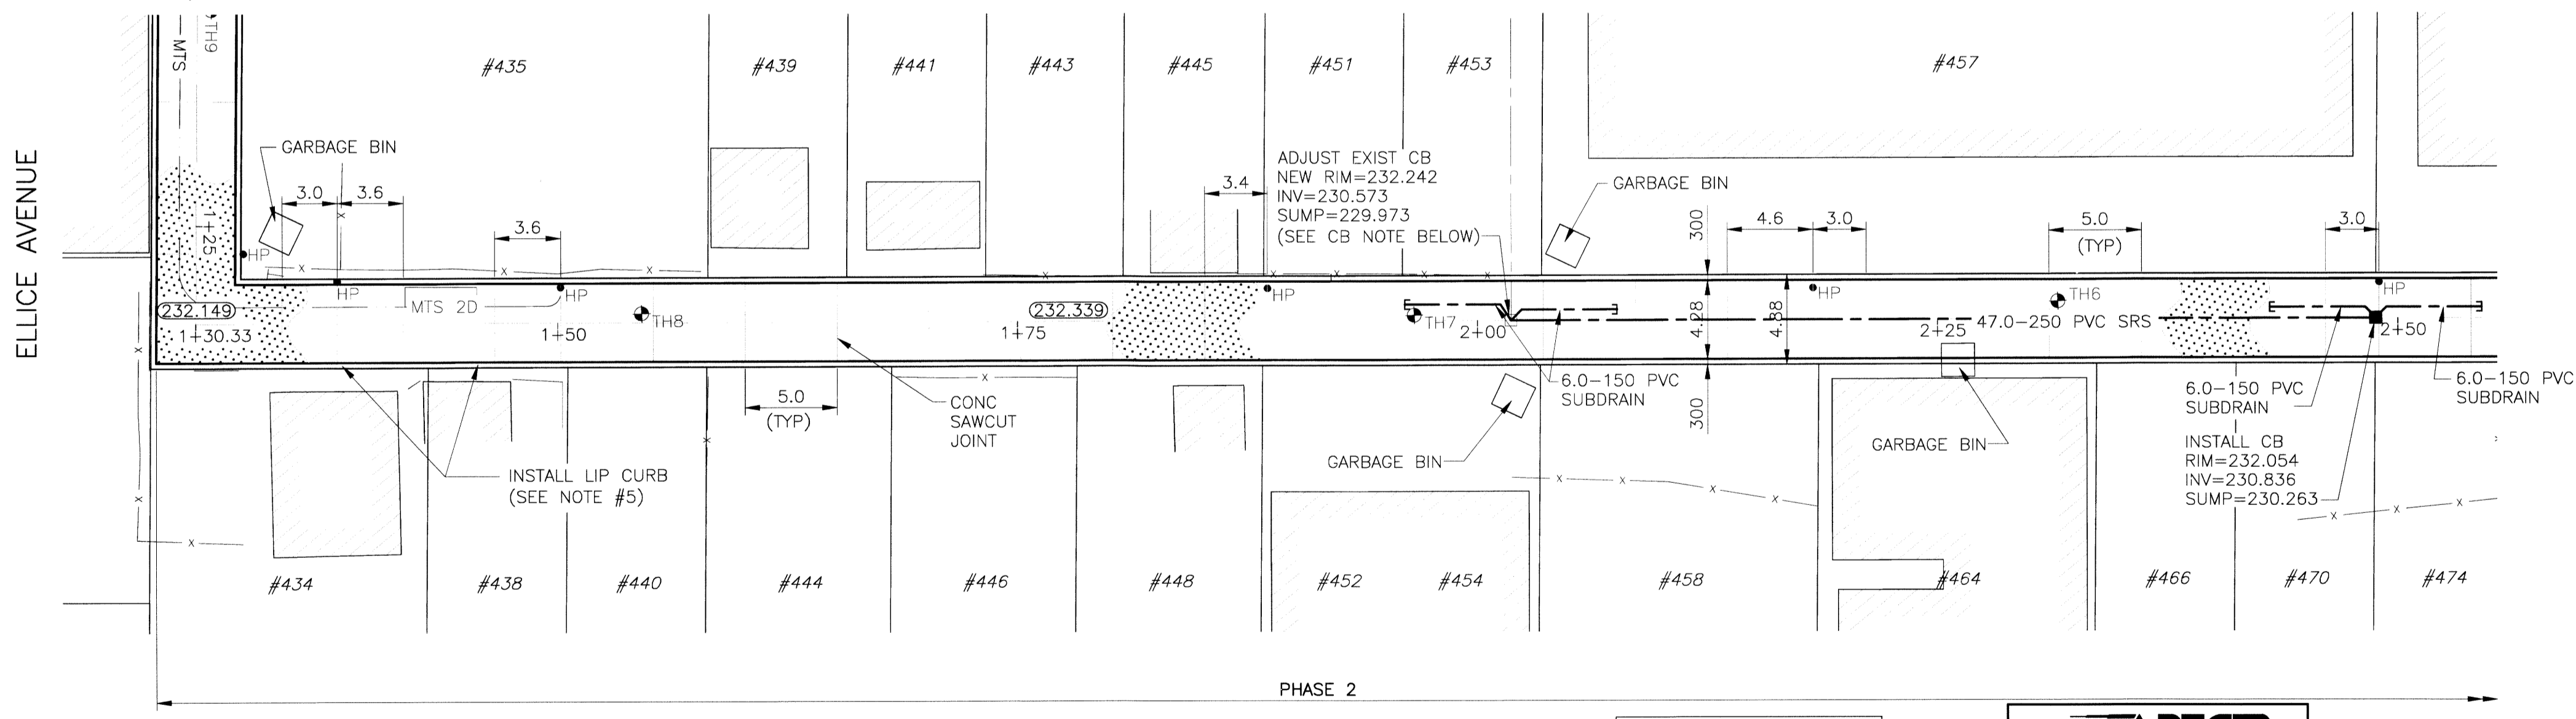 ELLICE AVENUE
MTS
TH9
1+25
#435
#439
#441
#443
#445
#451
#453
#457
GARBAGE BIN
3.0
3.6
3.6
3.4
ADJUST EXIST CB
NEW RIM=232.242
INV=230.573
SUMP=229.973
(SEE CB NOTE BELOW)
GARBAGE BIN
300
4.6
3.0
5.0
(TYP)
3.0
HP
HP
HP
HP
HP
HP
232.149
1+30.33
MTS 2D
1+50
TH8
232.339
1+75
TH7
2+00
4.28
4.88
2+25
47.0-250 PVC SRS
TH6
2+50
5.0
(TYP)
CONC
SAWCUT
JOINT
6.0-150 PVC
SUBDRAIN
300
GARBAGE BIN
GARBAGE BIN
6.0-150 PVC
SUBDRAIN
6.0-150 PVC
SUBDRAIN
INSTALL CB
RIM=232.054
INV=230.836
SUMP=230.263
INSTALL LIP CURB
(SEE NOTE #5)
#434
#438
#440
#444
#446
#448
#452
#454
#458
#464
#466
#470
#474
PHASE 2